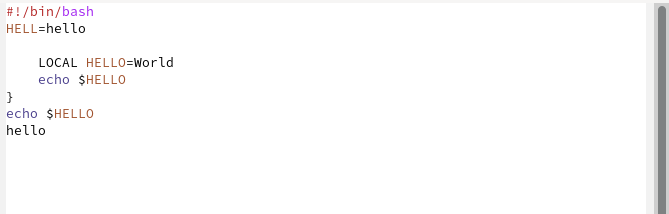 #!/bin/bash
HELL=hello
LOCAL HELLO=World
echo $HELLO
}
echo $HELLO
hello